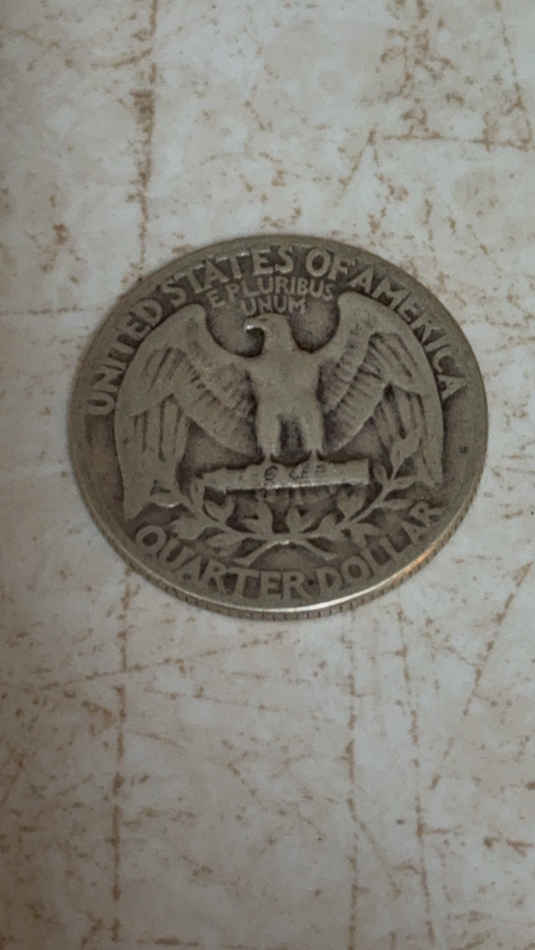 UNITED STATES OF AMERICA
E PLURIBUS
UNUM
QUARTER DOLLAR